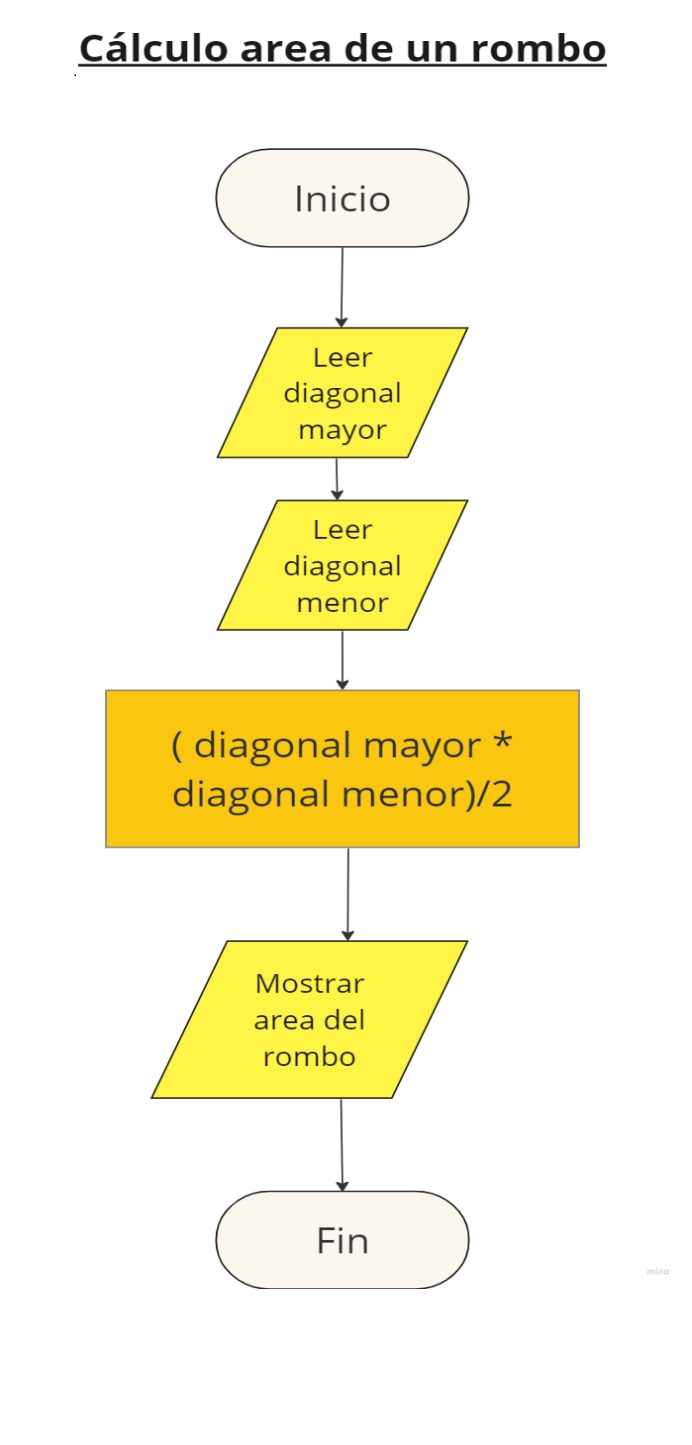 Cálculo area de un rombo
Inicio
Leer
diagonal
mayor
Leer
diagonal
menor
( diagonal mayor *
diagonal menor)/2
Mostrar
area del
rombo
Fin
miro